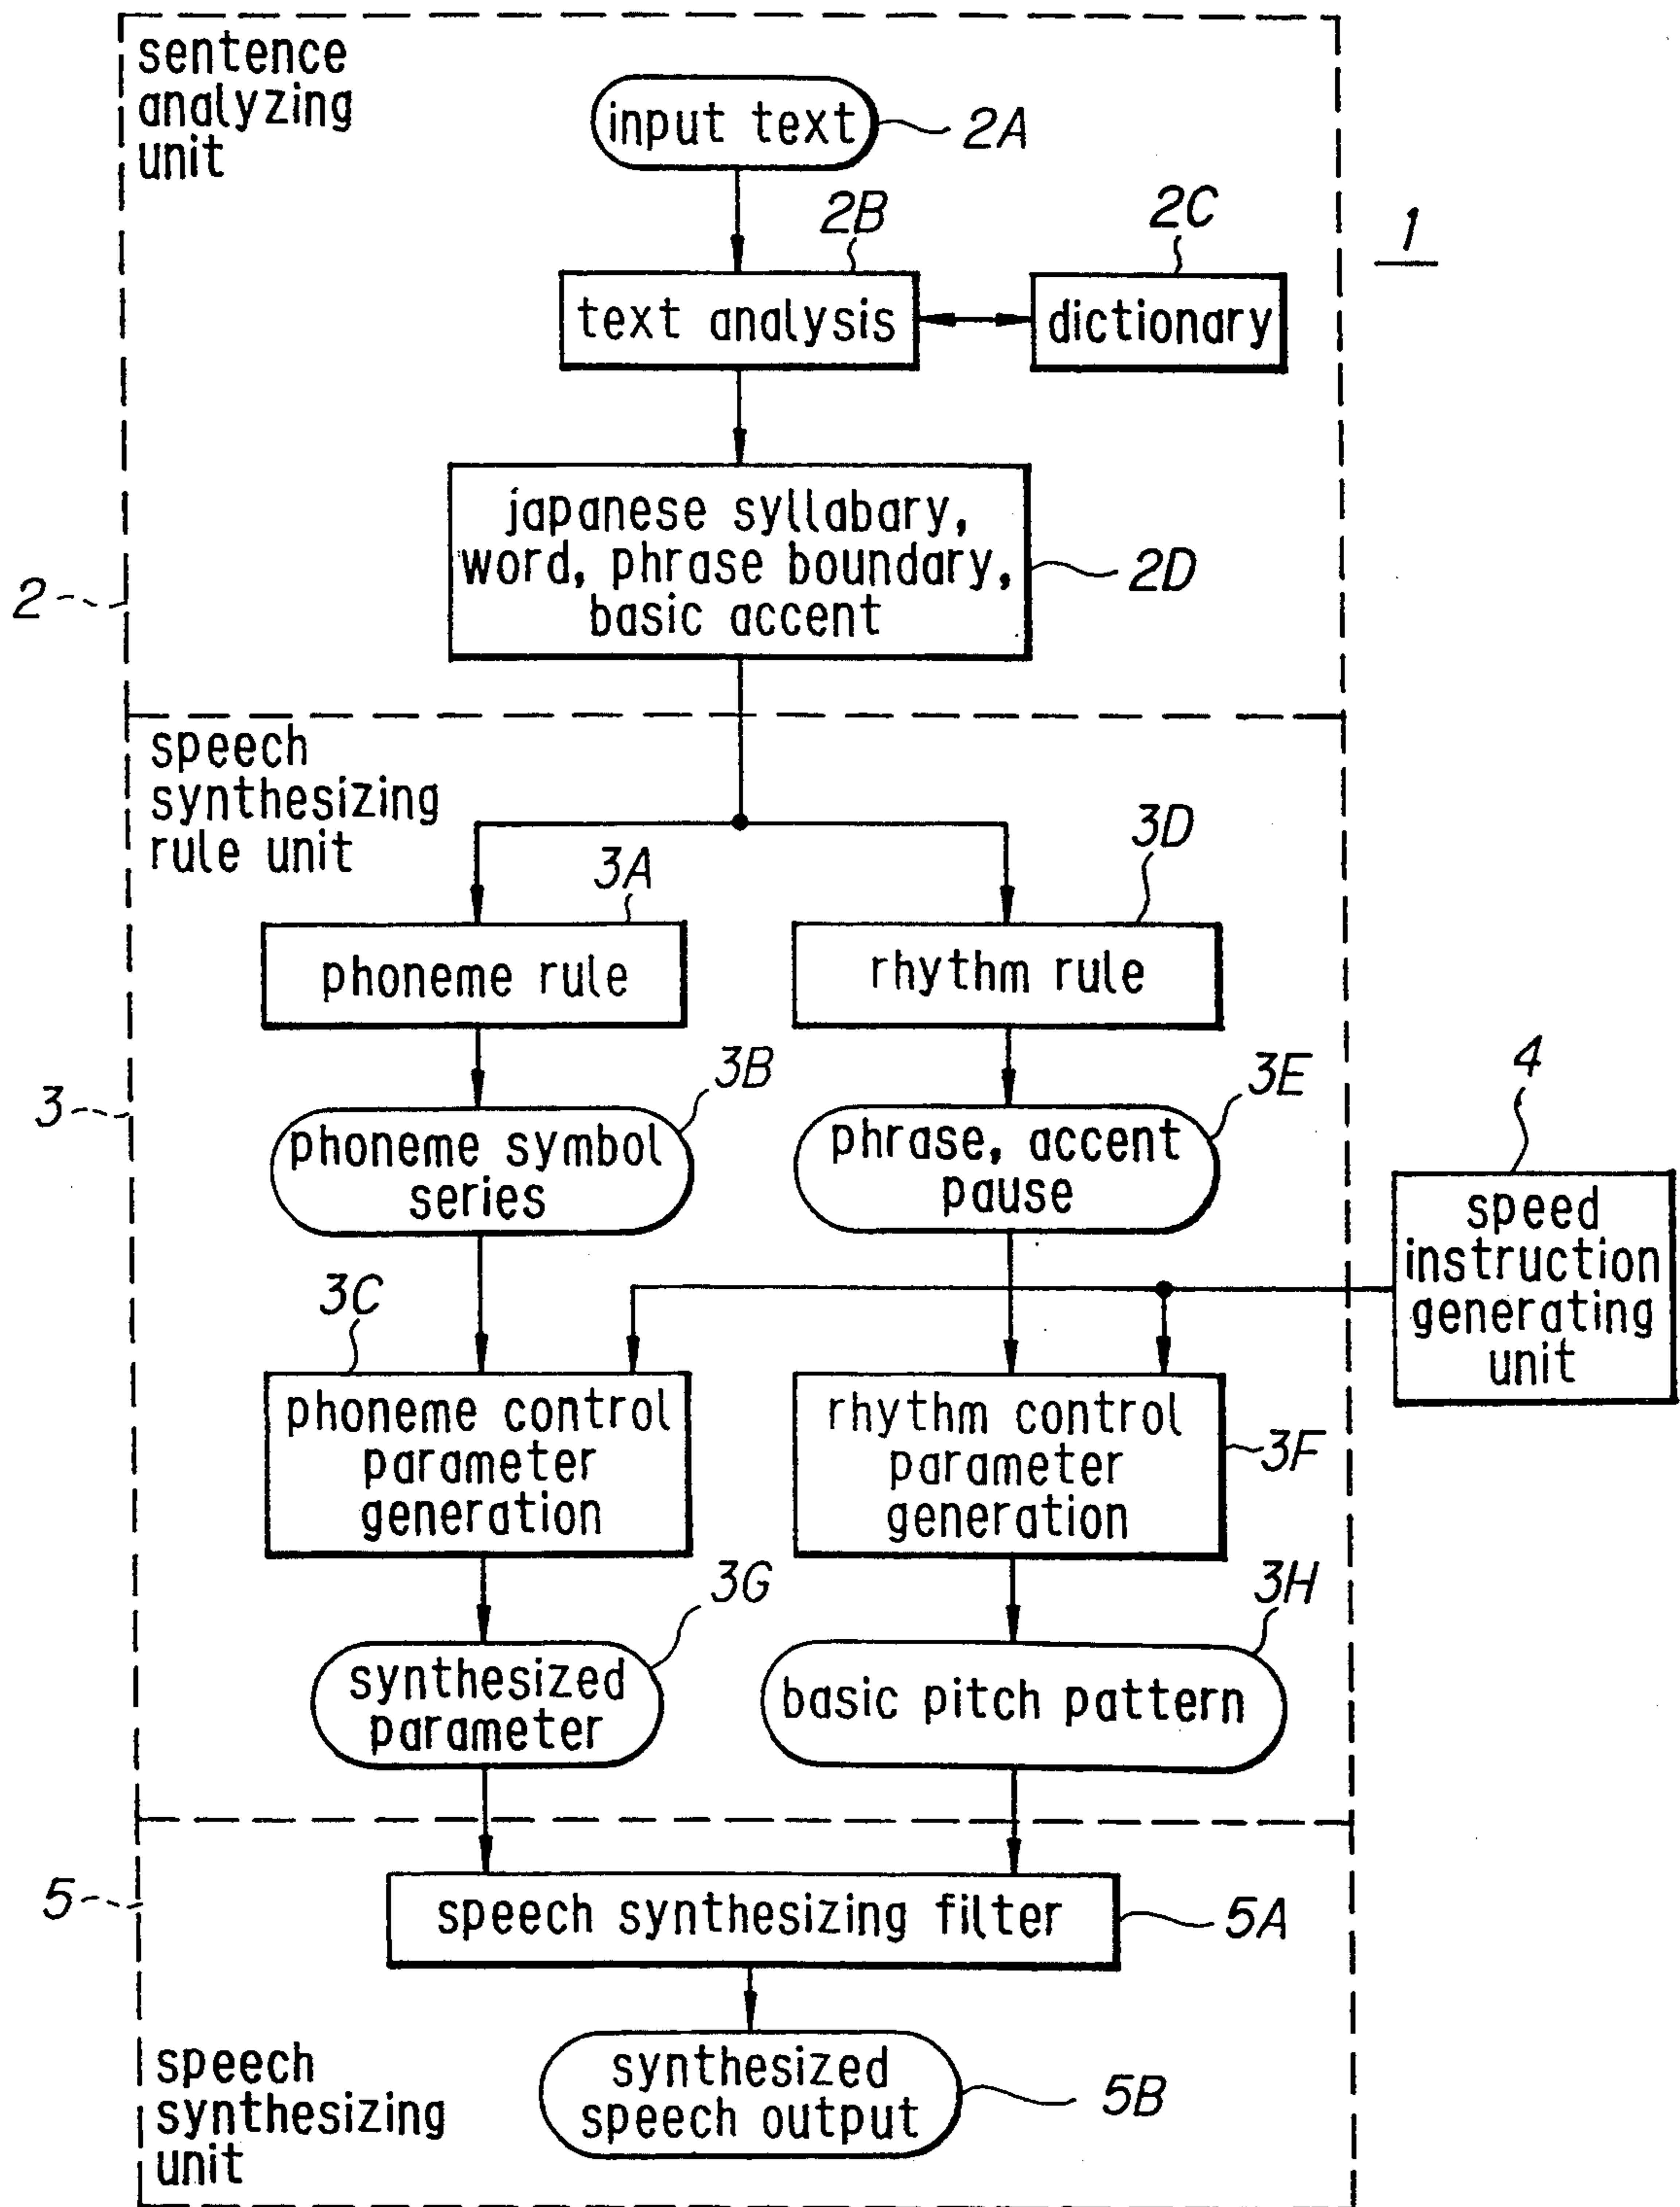 sentence
analyzing
unit
input text
2A
2B
2C
1
text analysis
dictionary
japanese syllabary,
word, phrase boundary,
basic accent
2D
2
speech
synthesizing
rule unit
3A
3D
phoneme rule
rhythm rule
3
3B
3E
4
phoneme symbol
series
phrase, accent
pause
speed
instruction
generating
unit
3C
phoneme control
parameter
generation
rhythm control
parameter
generation
3F
3G
3H
synthesized
parameter
basic pitch pattern
5
speech synthesizing filter
5A
speech
synthesizing
unit
synthesized
speech output
5B